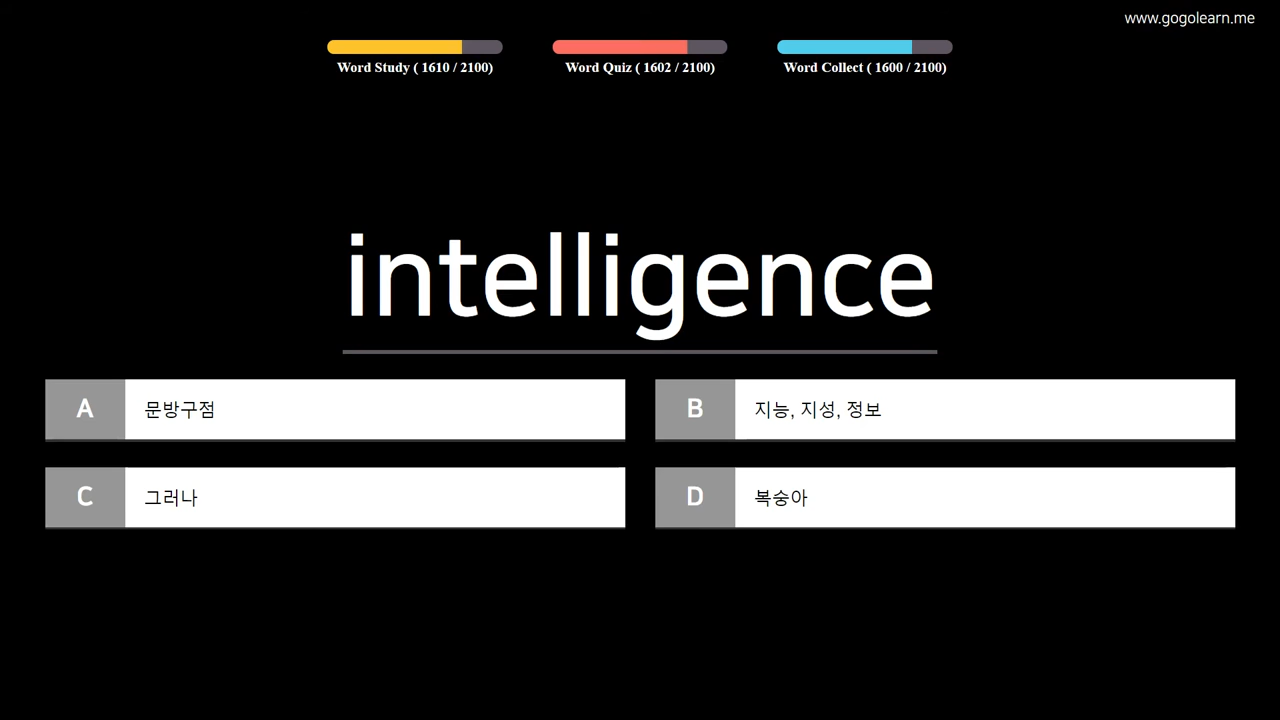 www.gogolearn.me
Word Study ( 1610 / 2100)
Word Quiz ( 1602 / 2100)
Word Collect ( 1600 / 2100)
intelligence
A 문방구점
B 지능, 지성, 정보
C 그러나
D 복숭아